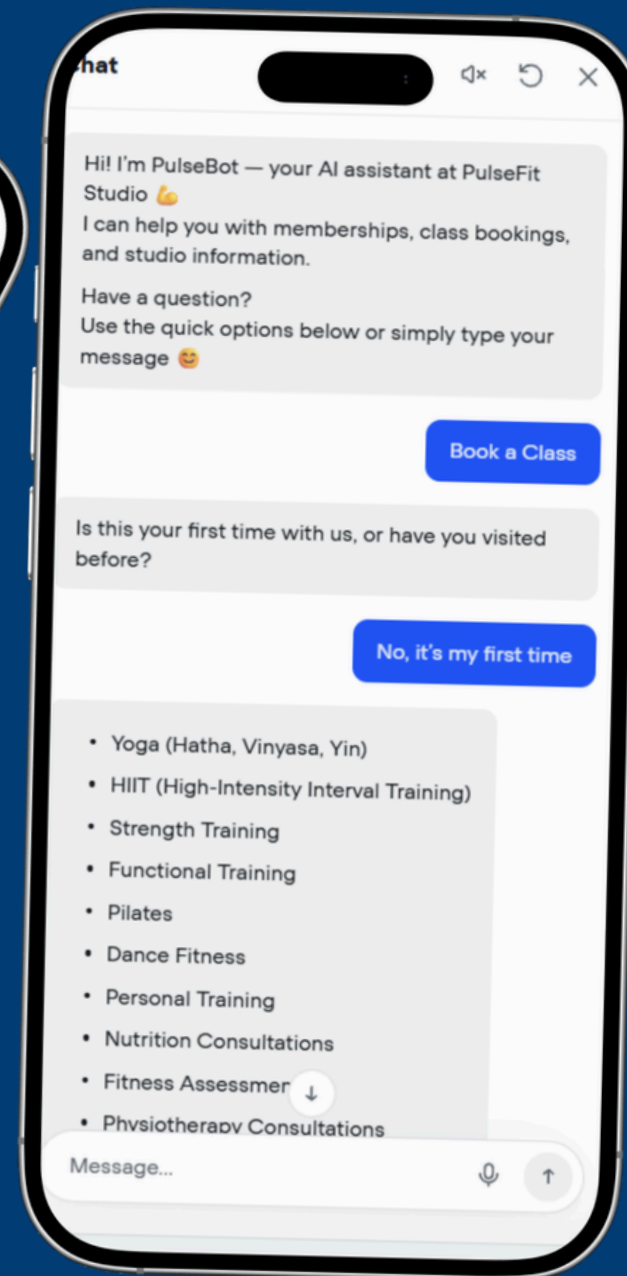 hat
Hi! I'm PulseBot — your AI assistant at PulseFit
Studio 💪
I can help you with memberships, class bookings,
and studio information.
Have a question?
Use the quick options below or simply type your
message 😊
Book a Class
Is this your first time with us, or have you visited
before?
No, it's my first time
• Yoga (Hatha, Vinyasa, Yin)
• HIIT (High-Intensity Interval Training)
• Strength Training
• Functional Training
• Pilates
• Dance Fitness
• Personal Training
• Nutrition Consultations
• Fitness Assessmen
• Physiotherapy Consultations
Message...